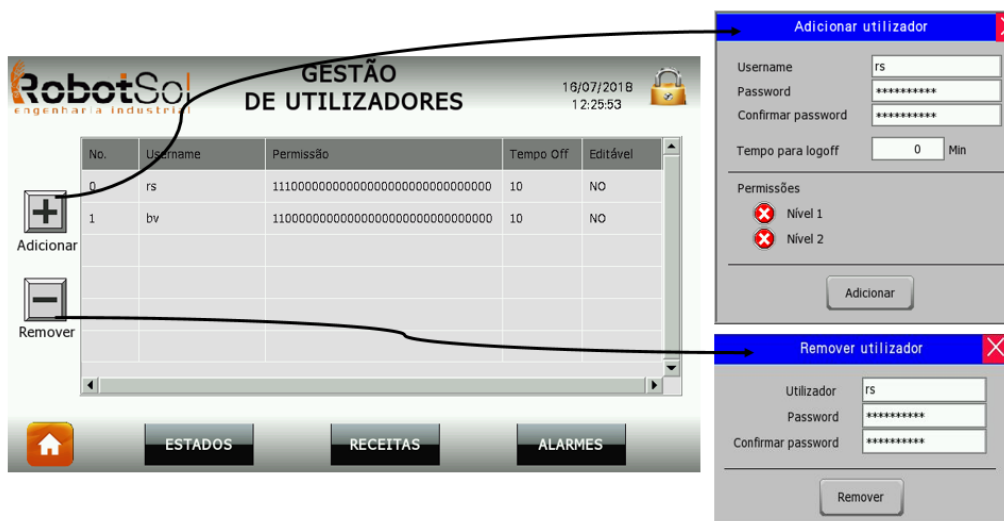 RobotSol
engenharia industrial
GESTÃO
DE UTILIZADORES
16/07/2018
12:25:53
No. Username Permissão Tempo Off Editável
0 rs 11100000000000000000000000000000 10 NO
1 bv 11000000000000000000000000000000 10 NO
Adicionar
Remover
ESTADOS RECEITAS ALARMES
Adicionar utilizador
Username rs
Password **********
Confirmar password **********
Tempo para logoff 0 Min
Permissões
Nível 1
Nível 2
Adicionar
Remover utilizador
Utilizador rs
Password **********
Confirmar password **********
Remover